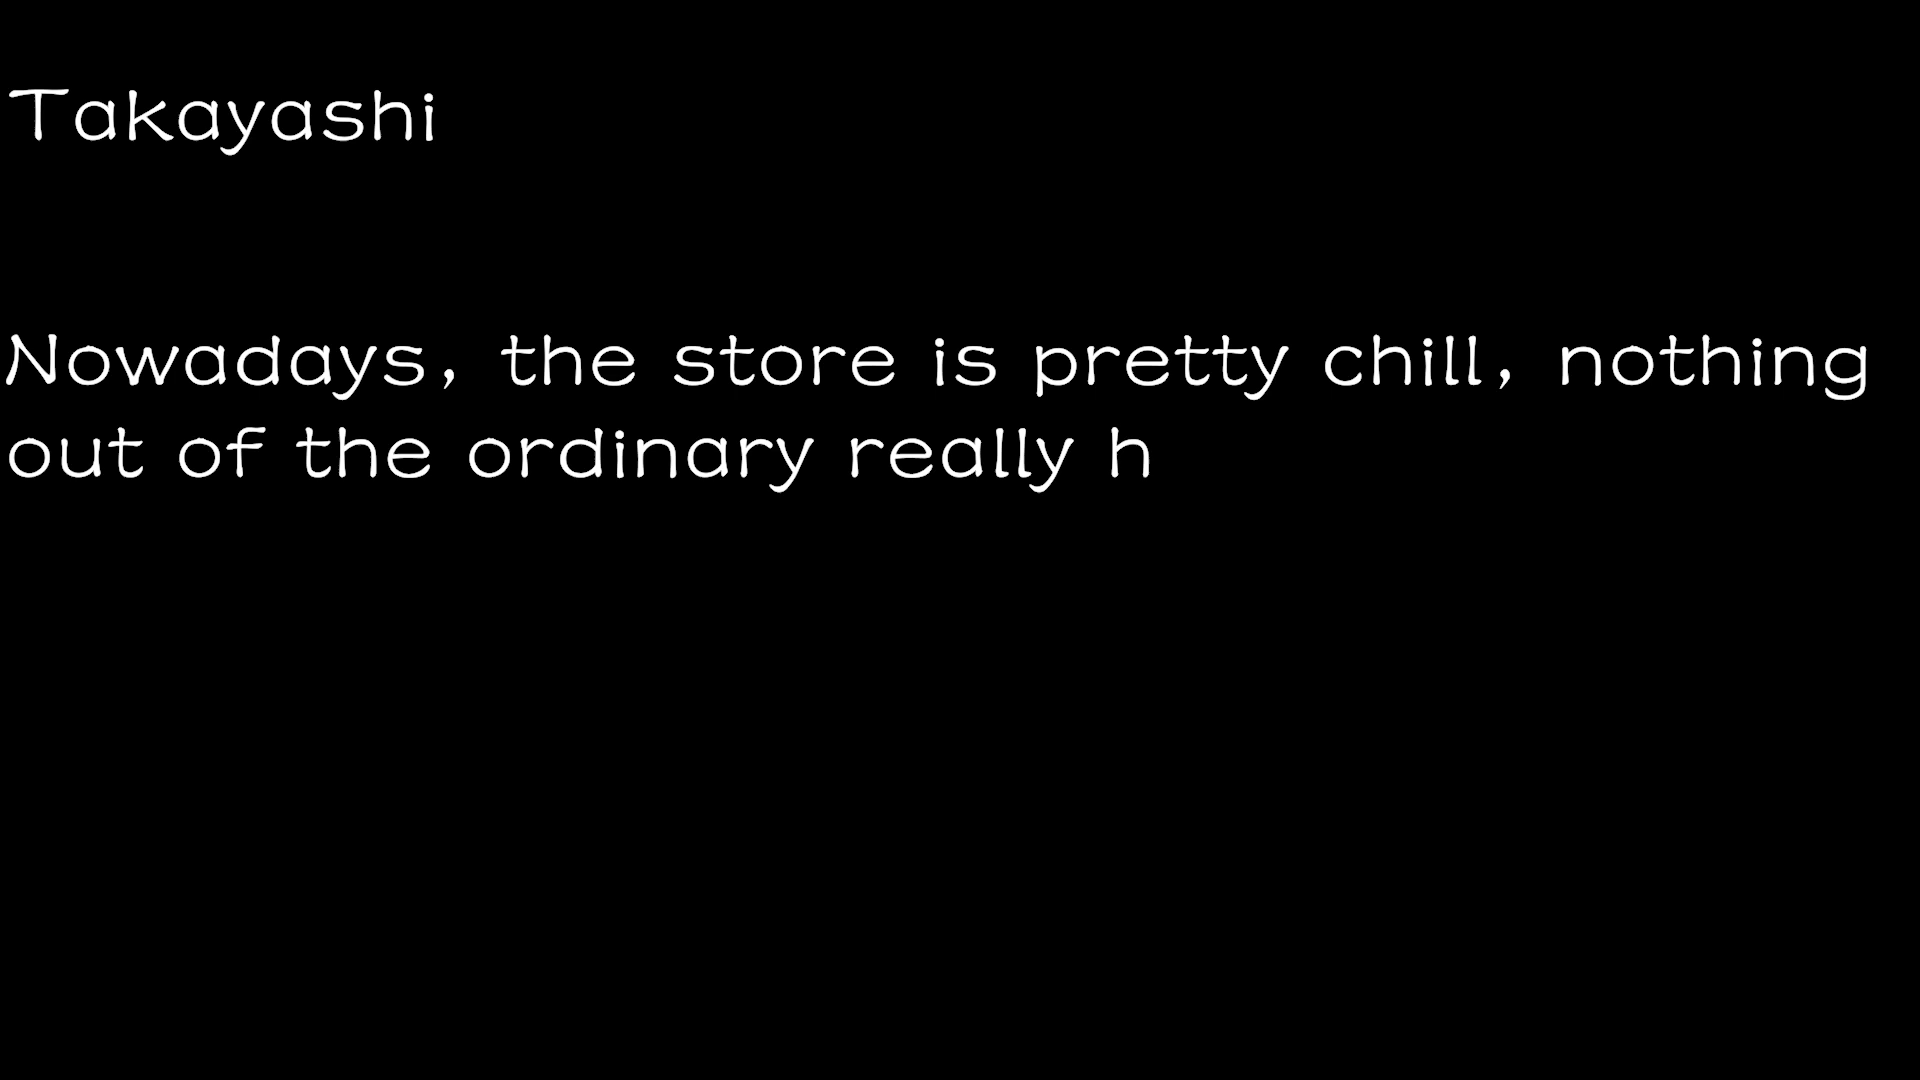 Takayashi
Nowadays, the store is pretty chill, nothing
out of the ordinary really h